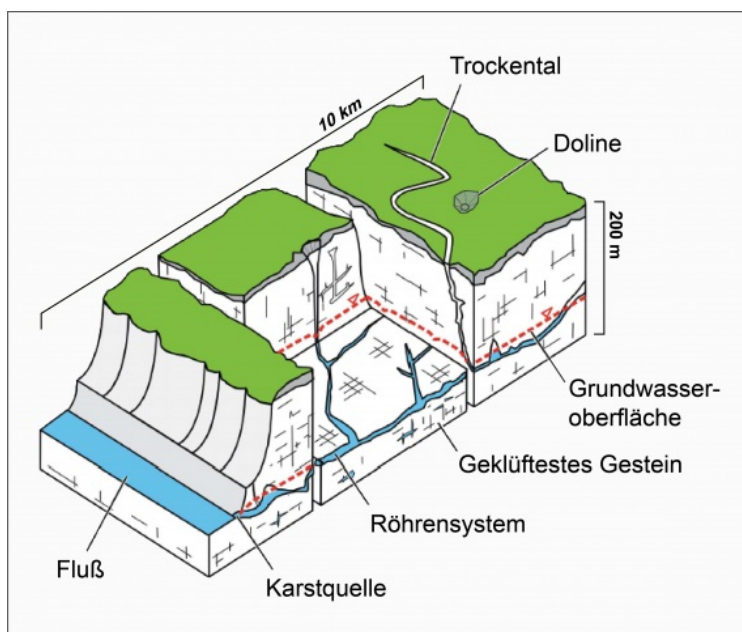 Trockental
10 km
Doline
200 m
Grundwasser-
oberfläche
Geklüftestes Gestein
Röhrensystem
Fluß
Karstquelle